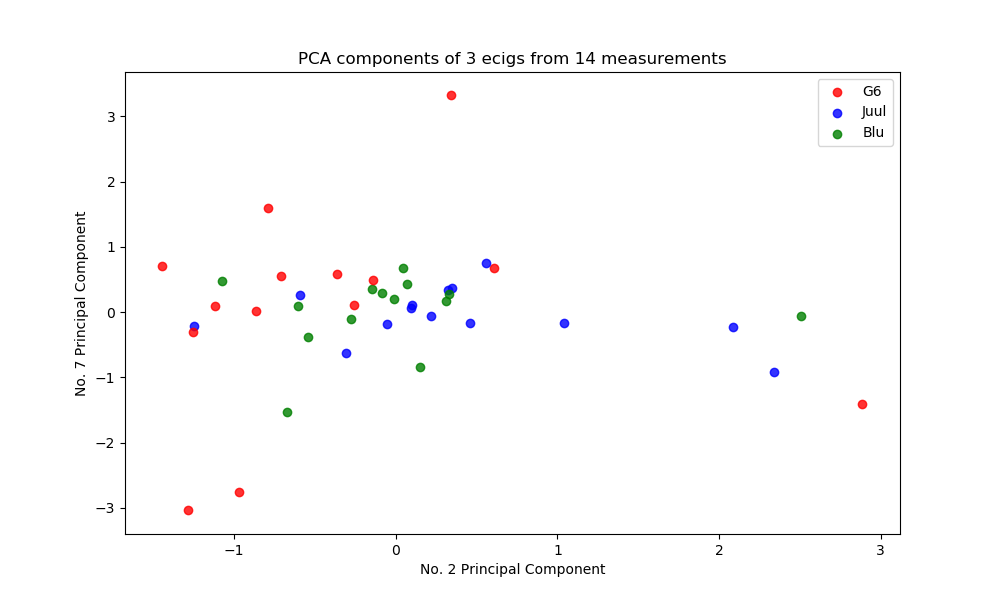 PCA components of 3 ecigs from 14 measurements
G6
Juul
Blu
3
2
1
0
−1
−2
−3
No. 7 Principal Component
−1
0
1
2
3
No. 2 Principal Component